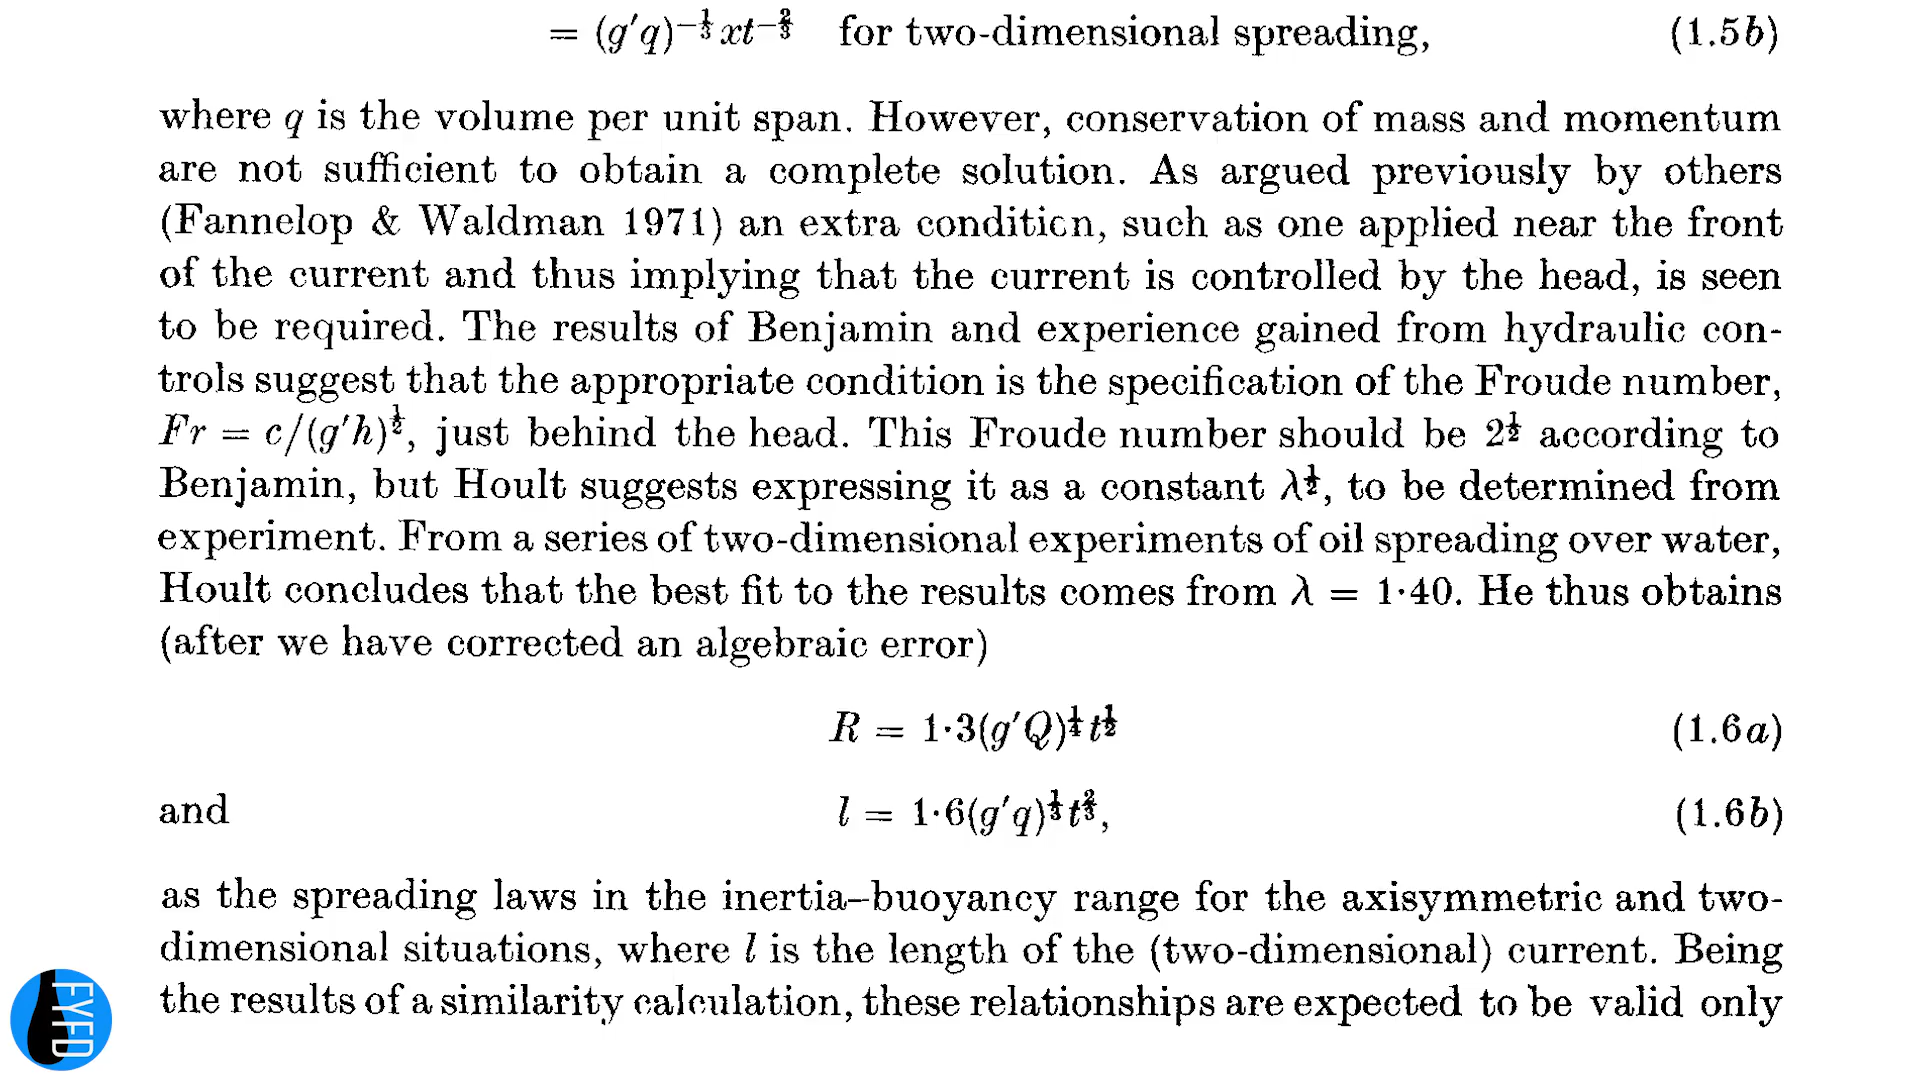 = (g′q)^{-1/3} xt^{-2/3} for two-dimensional spreading, (1.5b)
where q is the volume per unit span. However, conservation of mass and momentum
are not sufficient to obtain a complete solution. As argued previously by others
(Fannelop & Waldman 1971) an extra condition, such as one applied near the front
of the current and thus implying that the current is controlled by the head, is seen
to be required. The results of Benjamin and experience gained from hydraulic con-
trols suggest that the appropriate condition is the specification of the Froude number,
Fr = c/(g′h)^{1/2}, just behind the head. This Froude number should be 2^{1/2} according to
Benjamin, but Hoult suggests expressing it as a constant λ^{1/2}, to be determined from
experiment. From a series of two-dimensional experiments of oil spreading over water,
Hoult concludes that the best fit to the results comes from λ = 1·40. He thus obtains
(after we have corrected an algebraic error)
R = 1·3(g′Q)^{1/4} t^{1/2} (1.6a)
and l = 1·6(g′q)^{1/3} t^{2/3}, (1.6b)
as the spreading laws in the inertia–buoyancy range for the axisymmetric and two-
dimensional situations, where l is the length of the (two-dimensional) current. Being
the results of a similarity calculation, these relationships are expected to be valid only
FYFD